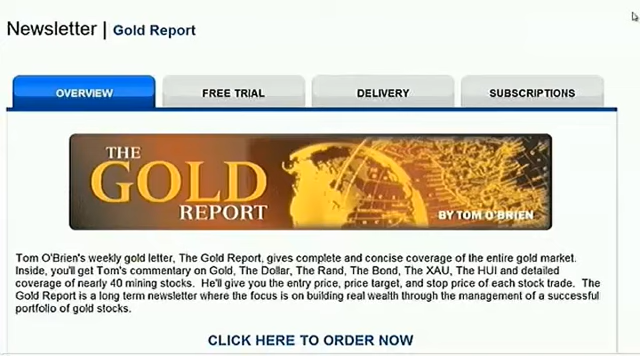 Newsletter | Gold Report
OVERVIEW FREE TRIAL DELIVERY SUBSCRIPTIONS
THE
GOLD
REPORT
BY TOM O'BRIEN
Tom O'Brien's weekly gold letter, The Gold Report, gives complete and concise coverage of the entire gold market.
Inside, you'll get Tom's commentary on Gold, The Dollar, The Rand, The Bond, The XAU, The HUI and detailed
coverage of nearly 40 mining stocks. He'll give you the entry price, price target, and stop price of each stock trade. The
Gold Report is a long term newsletter where the focus is on building real wealth through the management of a successful
portfolio of gold stocks.
CLICK HERE TO ORDER NOW